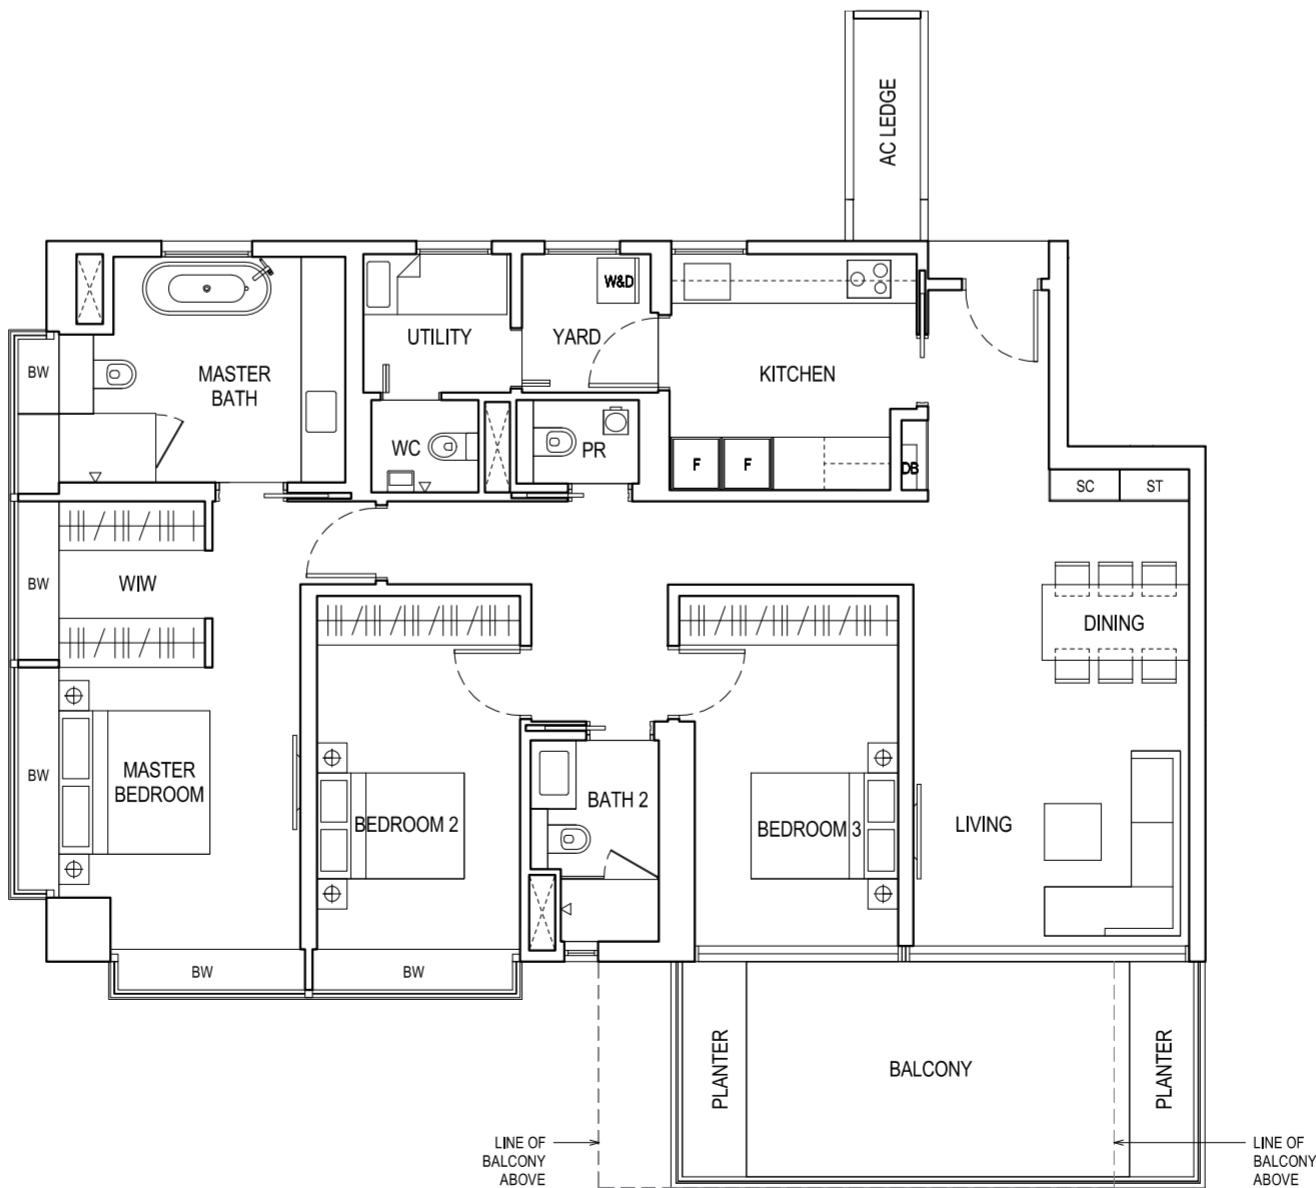 AC LEDGE
W&D
UTILITY
YARD
KITCHEN
BW
MASTER
BATH
WC
PR
F
F
DB
SC
ST
BW
WIW
DINING
BW
MASTER
BEDROOM
BEDROOM 2
BATH 2
BEDROOM 3
LIVING
BW
BW
PLANTER
BALCONY
PLANTER
LINE OF
BALCONY
ABOVE
LINE OF
BALCONY
ABOVE